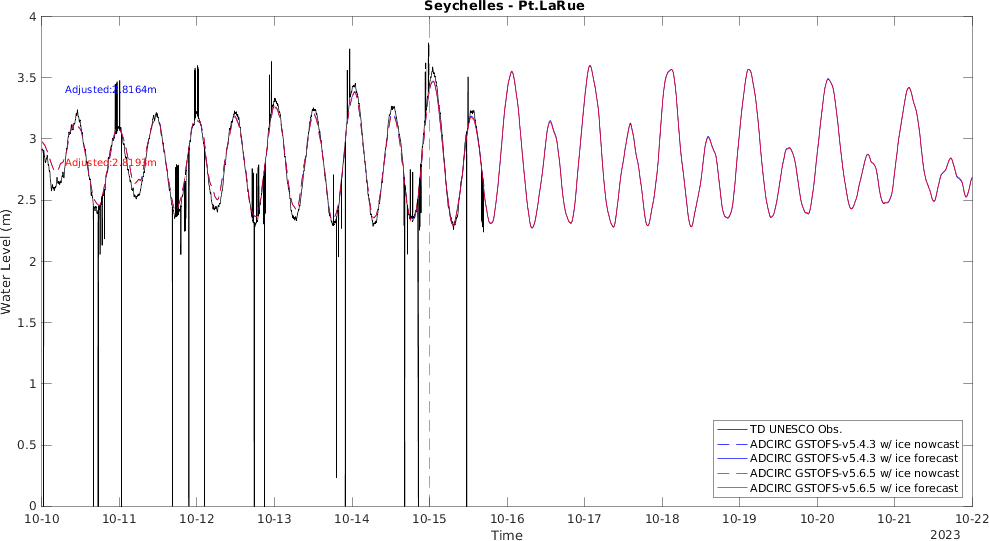 Seychelles - Pt.LaRue
4
3.5
3
2.5
2
1.5
1
0.5
0
Water Level (m)
Adjusted:2.8164m
Adjusted:2.8193m
TD UNESCO Obs.
ADCIRC GSTOFS-v5.4.3 w/ ice nowcast
ADCIRC GSTOFS-v5.4.3 w/ ice forecast
ADCIRC GSTOFS-v5.6.5 w/ ice nowcast
ADCIRC GSTOFS-v5.6.5 w/ ice forecast
10-10 10-11 10-12 10-13 10-14 10-15 10-16 10-17 10-18 10-19 10-20 10-21 10-22
Time
2023